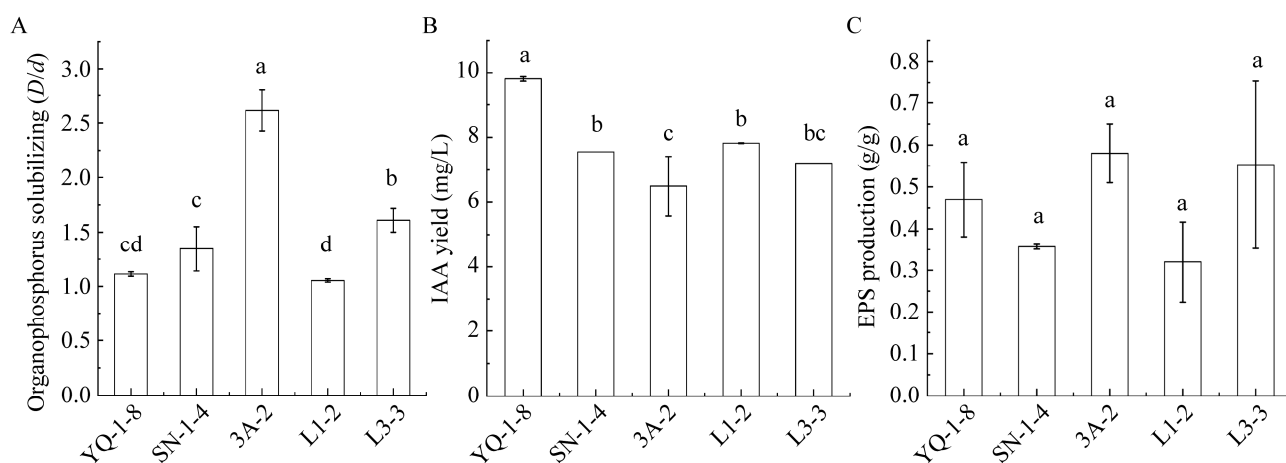 A
Organophosphorus solubilizing (D/d)
3.0
2.5
2.0
1.5
1.0
0.5
0.0
cd
c
a
d
b
YQ-1-8
SN-1-4
3A-2
L1-2
L3-3
B
IAA yield (mg/L)
10
8
6
4
2
0
a
b
c
b
bc
YQ-1-8
SN-1-4
3A-2
L1-2
L3-3
C
EPS production (g/g)
0.8
0.7
0.6
0.5
0.4
0.3
0.2
0.1
0.0
a
a
a
a
a
YQ-1-8
SN-1-4
3A-2
L1-2
L3-3